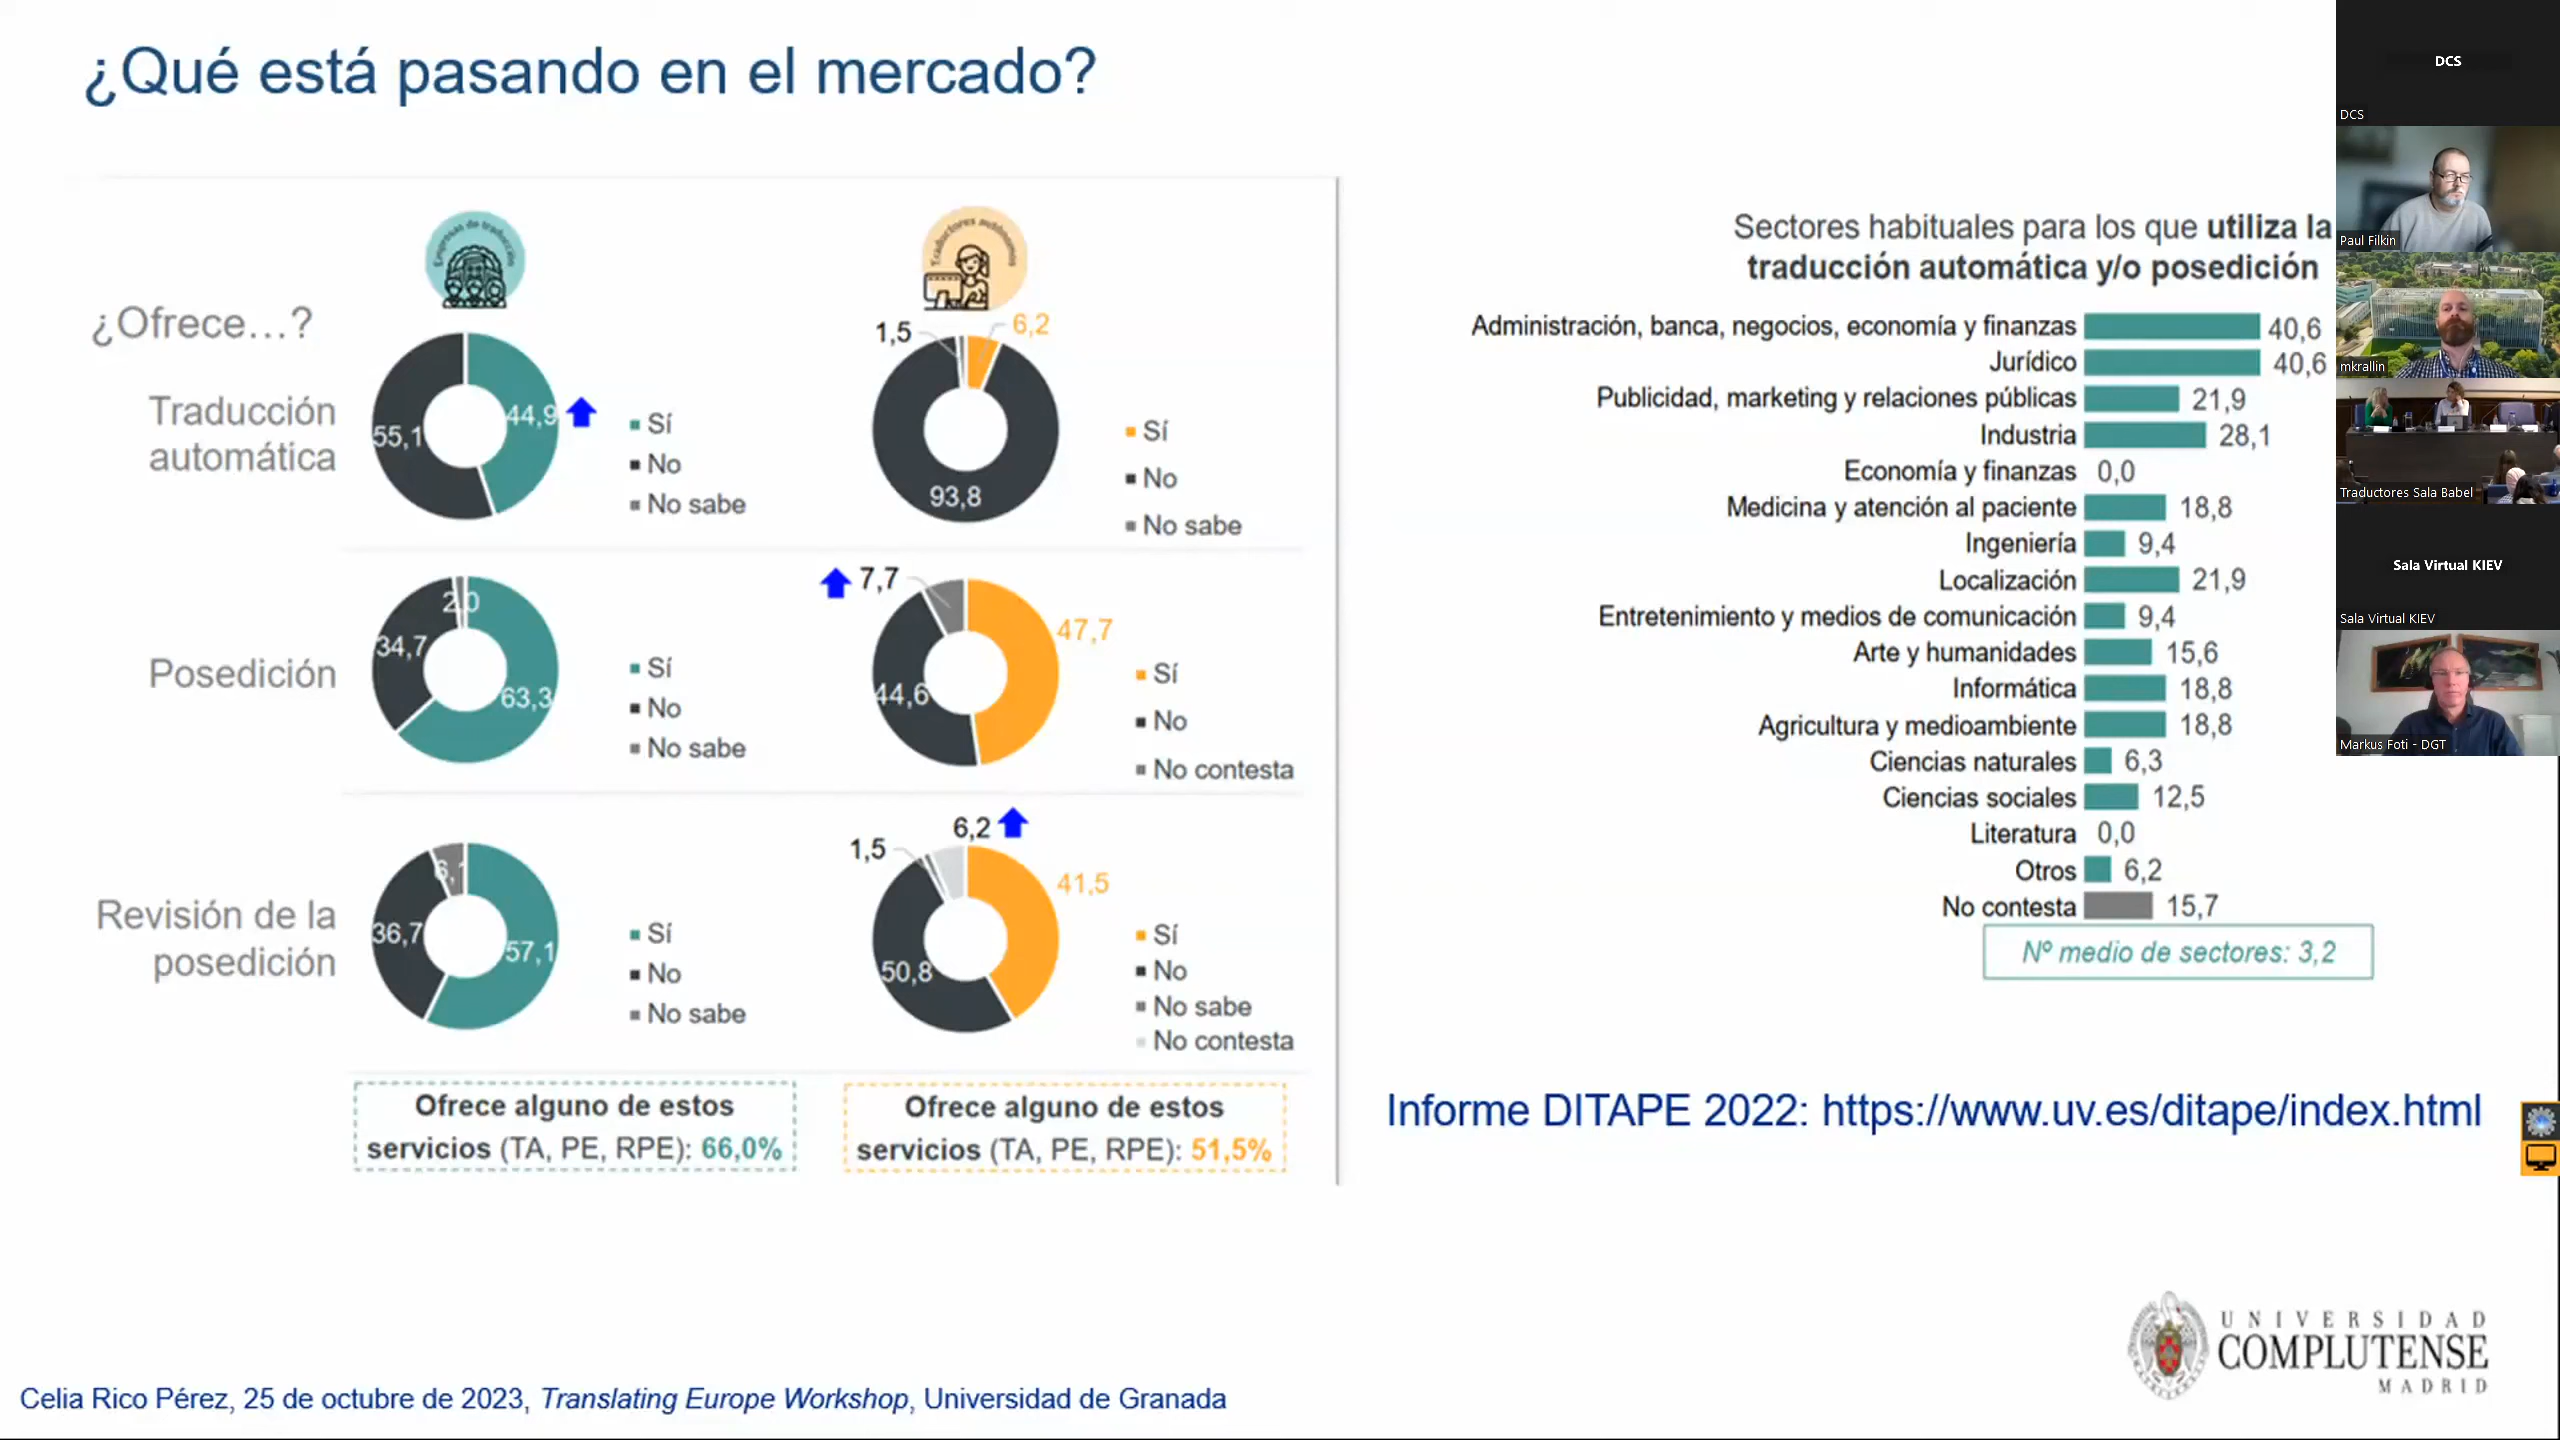 ¿Qué está pasando en el mercado?
Empresas de traducción
Traductores autónomos
¿Ofrece...?
Traducción
automática
44,9
55,1
Sí
No
No sabe
1,5
6,2
93,8
Sí
No
No sabe
Posedición
2,0
34,7
63,3
Sí
No
No sabe
7,7
47,7
44,6
Sí
No
No contesta
Revisión de la
posedición
6,1
36,7
57,1
Sí
No
No sabe
6,2
1,5
41,5
50,8
Sí
No
No sabe
No contesta
Ofrece alguno de estos
servicios (TA, PE, RPE): 66,0%
Ofrece alguno de estos
servicios (TA, PE, RPE): 51,5%
Sectores habituales para los que utiliza la
traducción automática y/o posedición
Administración, banca, negocios, economía y finanzas 40,6
Jurídico 40,6
Publicidad, marketing y relaciones públicas 21,9
Industria 28,1
Economía y finanzas 0,0
Medicina y atención al paciente 18,8
Ingeniería 9,4
Localización 21,9
Entretenimiento y medios de comunicación 9,4
Arte y humanidades 15,6
Informática 18,8
Agricultura y medioambiente 18,8
Ciencias naturales 6,3
Ciencias sociales 12,5
Literatura 0,0
Otros 6,2
No contesta 15,7
Nº medio de sectores: 3,2
Informe DITAPE 2022: https://www.uv.es/ditape/index.html
UNIVERSIDAD
COMPLUTENSE
MADRID
Celia Rico Pérez, 25 de octubre de 2023, Translating Europe Workshop, Universidad de Granada
DCS
DCS
Paul Filkin
mkrallin
Traductores Sala Babel
Sala Virtual KIEV
Sala Virtual KIEV
Markus Foti - DGT